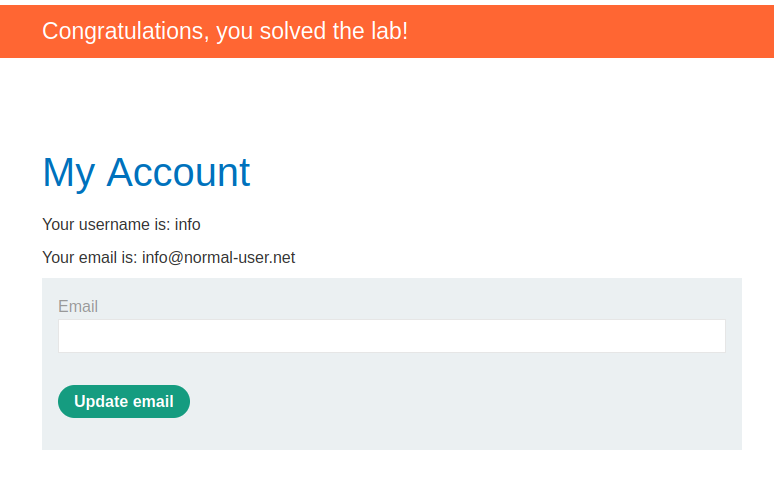 Congratulations, you solved the lab!
My Account
Your username is: info
Your email is: info@normal-user.net
Email
Update email